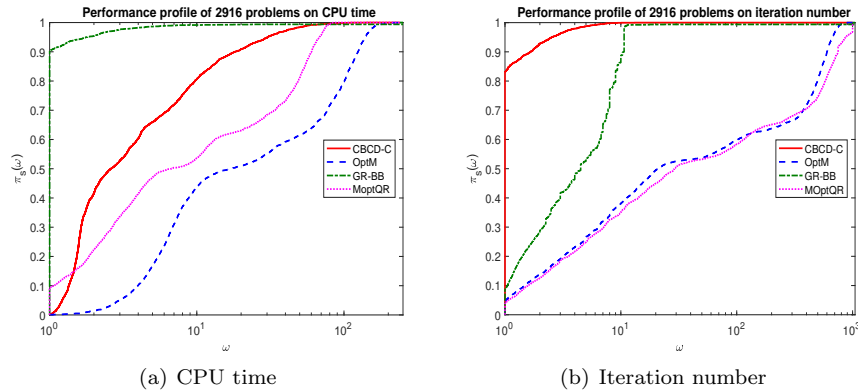 Performance profile of 2916 problems on CPU time
1
0.9
0.8
0.7
0.6
0.5
0.4
0.3
0.2
0.1
0
π_s(ω)
CBCD-C
OptM
GR-BB
MoptQR
10^0
10^1
10^2
ω
(a) CPU time
Performance profile of 2916 problems on iteration number
1
0.9
0.8
0.7
0.6
0.5
0.4
0.3
0.2
0.1
0
π_s(ω)
CBCD-C
OptM
GR-BB
MOptQR
10^0
10^1
10^2
10^3
ω
(b) Iteration number